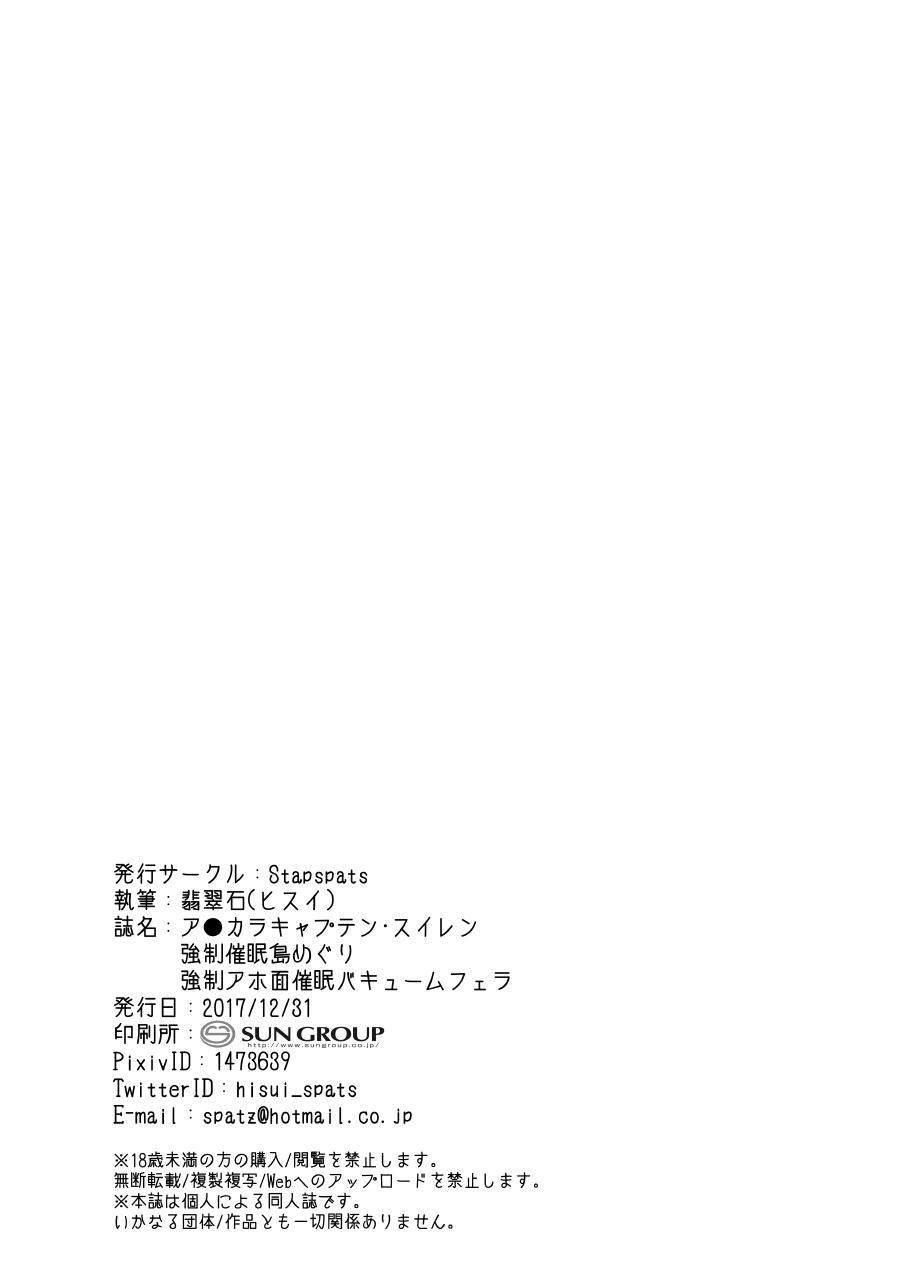 発行サークル：Stapspats
執筆：翡翠石(ヒスイ)
誌名：ア●カラキャプテン・スイレン
強制催眠島めぐり
強制アホ面催眠バキュームフェラ
発行日：2017/12/31
印刷所：SUN GROUP
http://www.sungroup.co.jp/
PixivID：1473639
TwitterID：hisui_spats
E-mail：spatz@hotmail.co.jp
※18歳未満の方の購入/閲覧を禁止します。
無断転載/複製複写/Webへのアップロードを禁止します。
※本誌は個人による同人誌です。
いかなる団体/作品とも一切関係ありません。